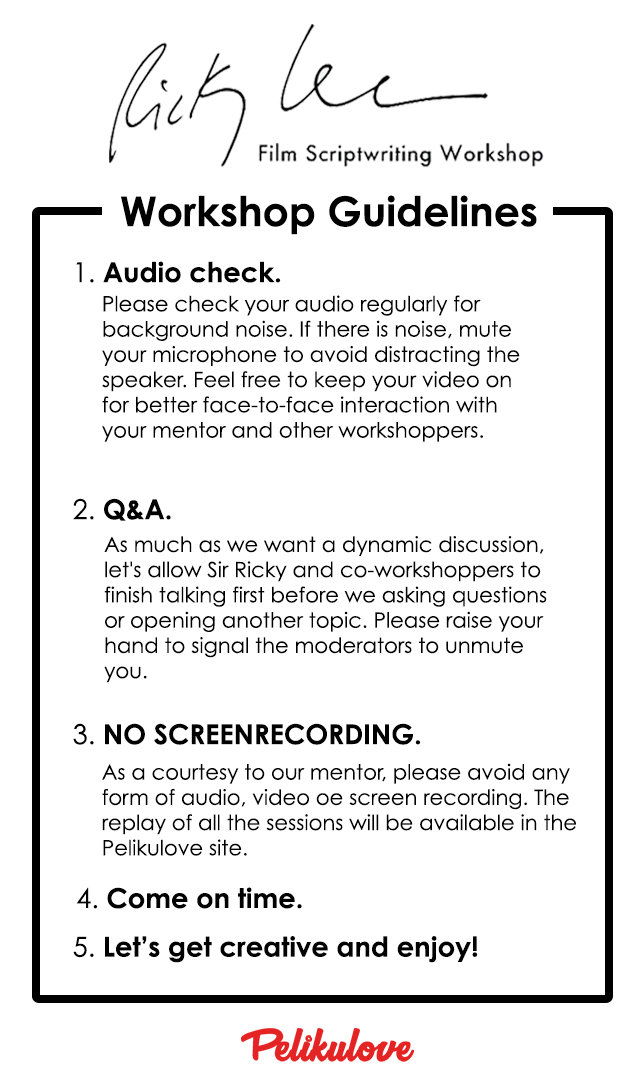 Ricky Lee
Film Scriptwriting Workshop
Workshop Guidelines
1. Audio check.
Please check your audio regularly for
background noise. If there is noise, mute
your microphone to avoid distracting the
speaker. Feel free to keep your video on
for better face-to-face interaction with
your mentor and other workshoppers.
2. Q&A.
As much as we want a dynamic discussion,
let's allow Sir Ricky and co-workshoppers to
finish talking first before we asking questions
or opening another topic. Please raise your
hand to signal the moderators to unmute
you.
3. NO SCREENRECORDING.
As a courtesy to our mentor, please avoid any
form of audio, video oe screen recording. The
replay of all the sessions will be available in the
Pelikulove site.
4. Come on time.
5. Let’s get creative and enjoy!
Pelikulove